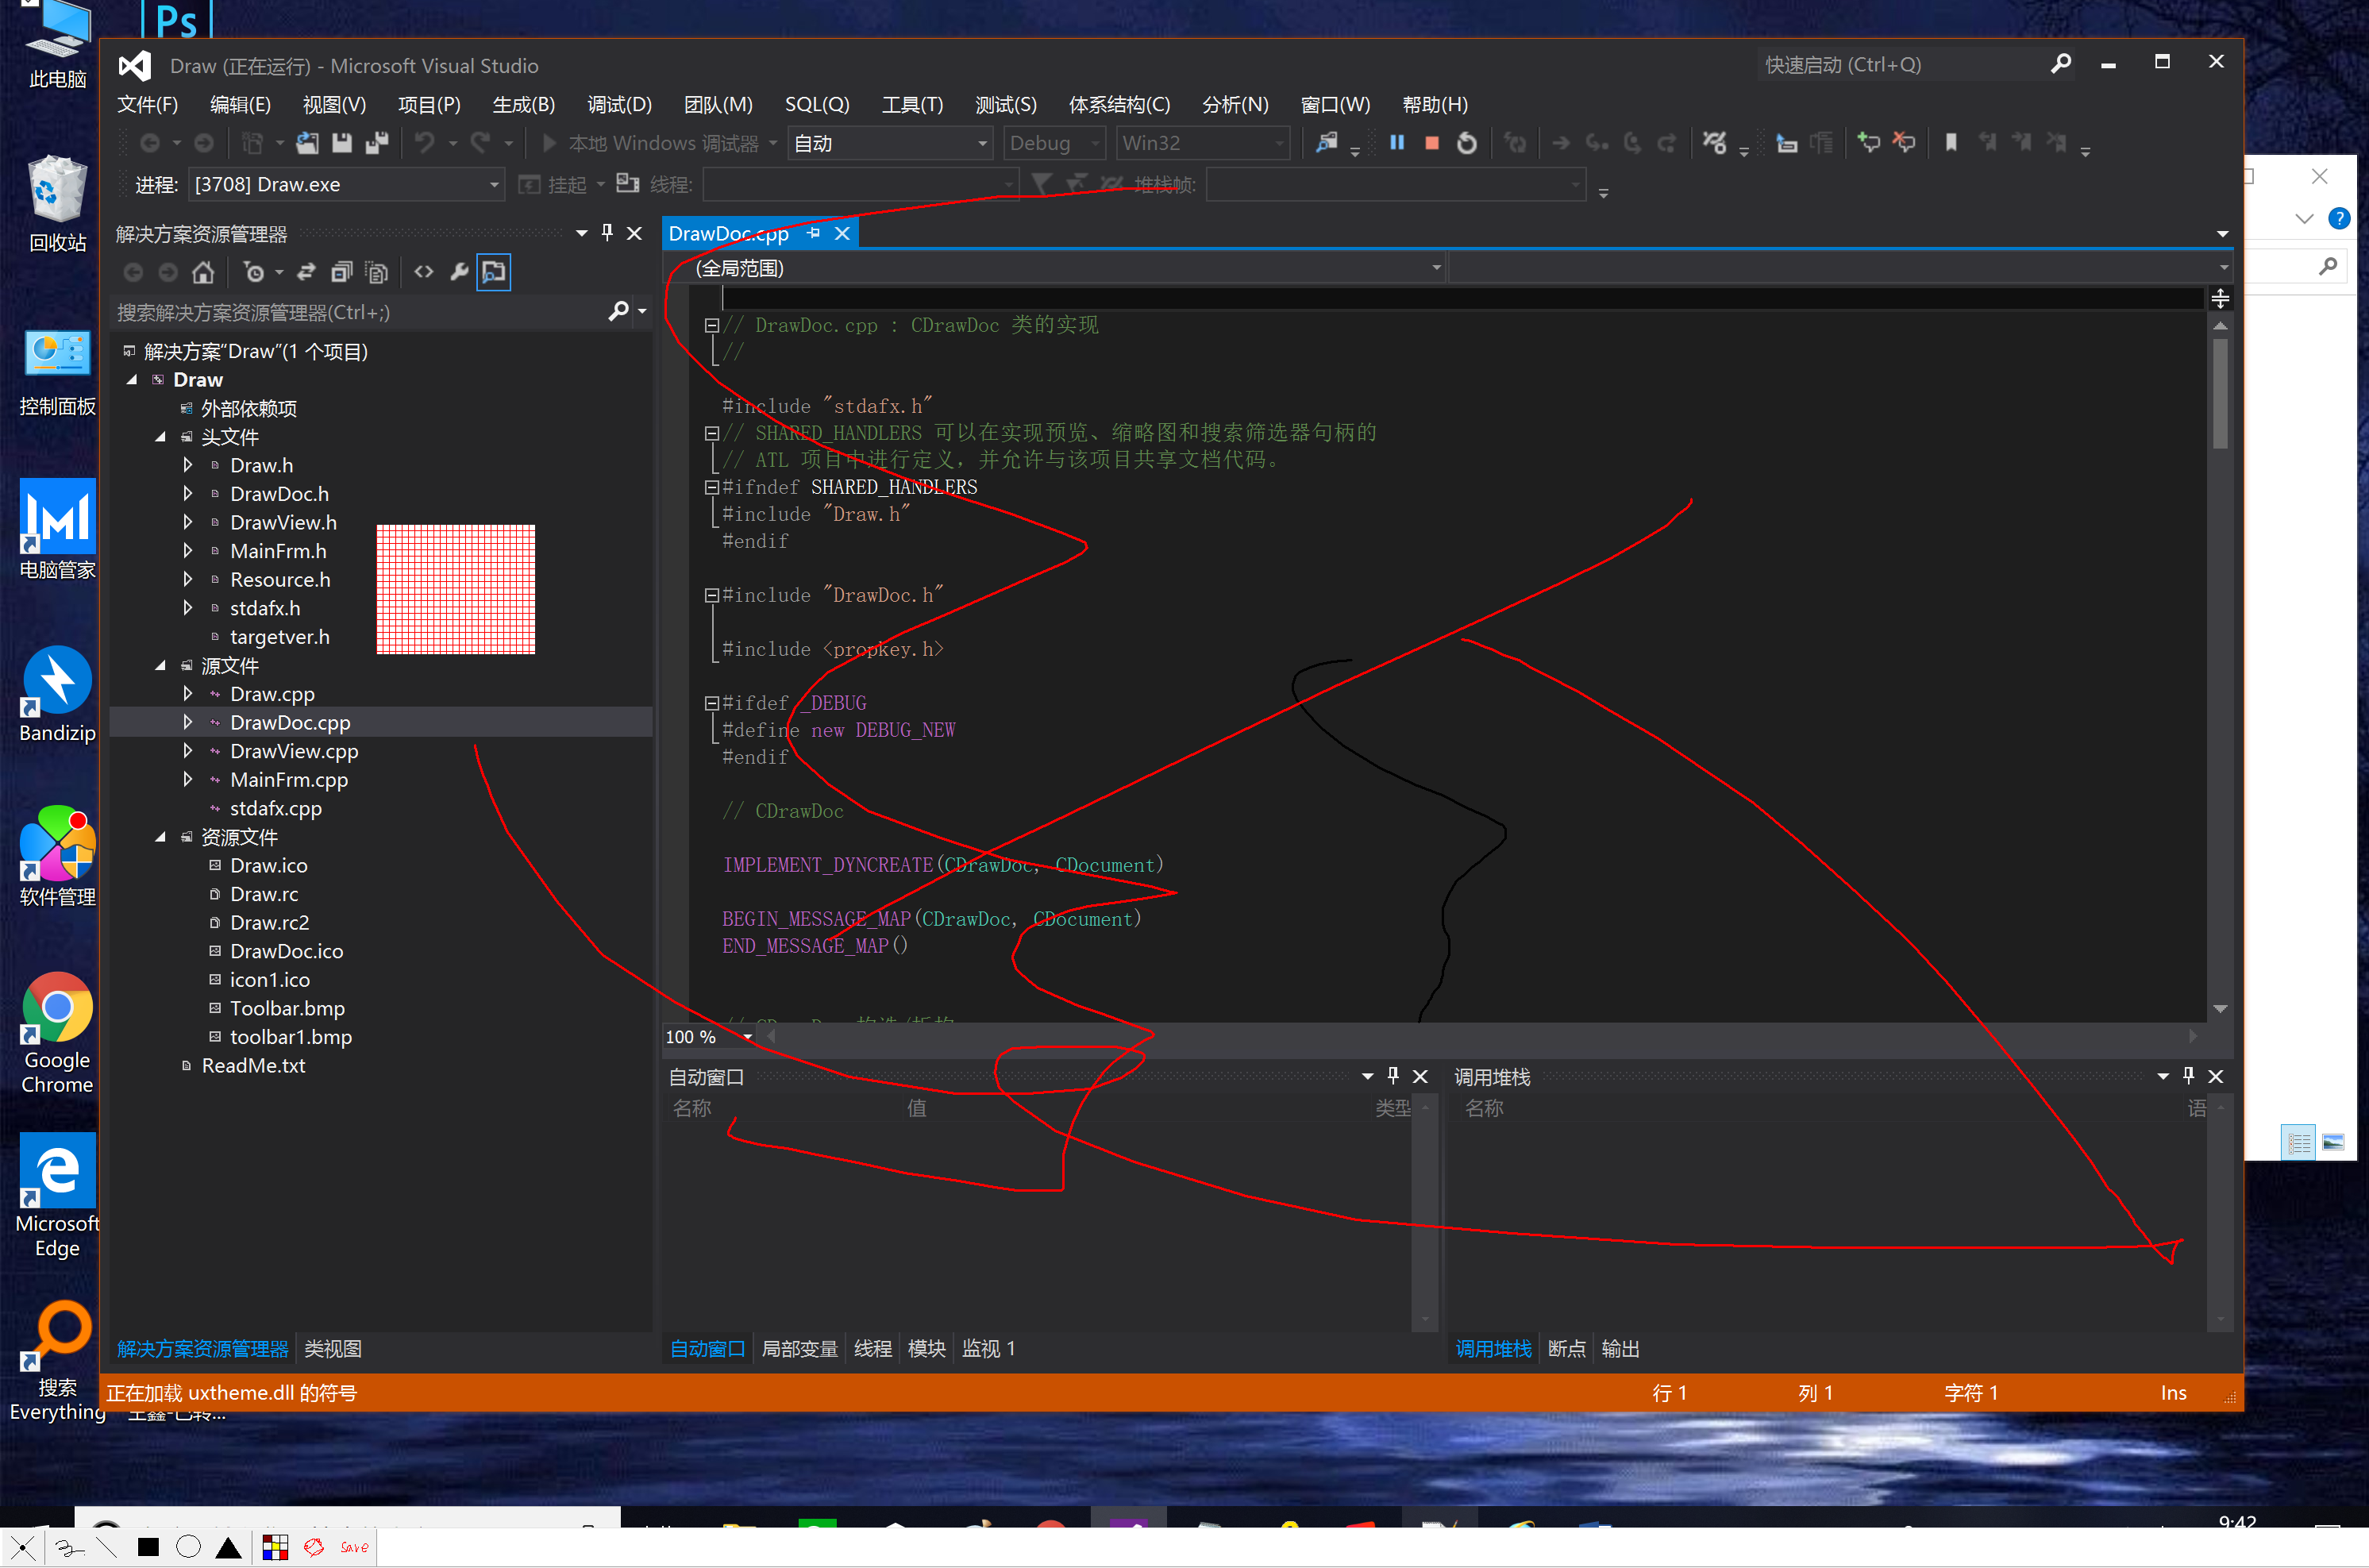 Ps
此电脑
回收站
控制面板
电脑管家
Bandizip
软件管理
Google
Chrome
Microsoft
Edge
搜索
Everything
Draw (正在运行) - Microsoft Visual Studio
快速启动 (Ctrl+Q)
文件(F) 编辑(E) 视图(V) 项目(P) 生成(B) 调试(D) 团队(M) SQL(Q) 工具(T) 测试(S) 体系结构(C) 分析(N) 窗口(W) 帮助(H)
本地 Windows 调试器 自动 Debug Win32
进程: [3708] Draw.exe 挂起 线程: 堆栈帧:
解决方案资源管理器
搜索解决方案资源管理器(Ctrl+;)
解决方案“Draw”(1 个项目)
Draw
外部依赖项
头文件
Draw.h
DrawDoc.h
DrawView.h
MainFrm.h
Resource.h
stdafx.h
targetver.h
源文件
Draw.cpp
DrawDoc.cpp
DrawView.cpp
MainFrm.cpp
stdafx.cpp
资源文件
Draw.ico
Draw.rc
Draw.rc2
DrawDoc.ico
icon1.ico
Toolbar.bmp
toolbar1.bmp
ReadMe.txt
解决方案资源管理器 类视图
DrawDoc.cpp
(全局范围)
// DrawDoc.cpp : CDrawDoc 类的实现
//
#include "stdafx.h"
// SHARED_HANDLERS 可以在实现预览、缩略图和搜索筛选器句柄的
// ATL 项目中进行定义，并允许与该项目共享文档代码。
#ifndef SHARED_HANDLERS
#include "Draw.h"
#endif
#include "DrawDoc.h"
#include <propkey.h>
#ifdef _DEBUG
#define new DEBUG_NEW
#endif
// CDrawDoc
IMPLEMENT_DYNCREATE(CDrawDoc, CDocument)
BEGIN_MESSAGE_MAP(CDrawDoc, CDocument)
END_MESSAGE_MAP()
100 %
自动窗口
名称 值 类型
自动窗口 局部变量 线程 模块 监视 1
调用堆栈
名称 语
调用堆栈 断点 输出
正在加载 uxtheme.dll 的符号 行 1 列 1 字符 1 Ins
9:42
Save